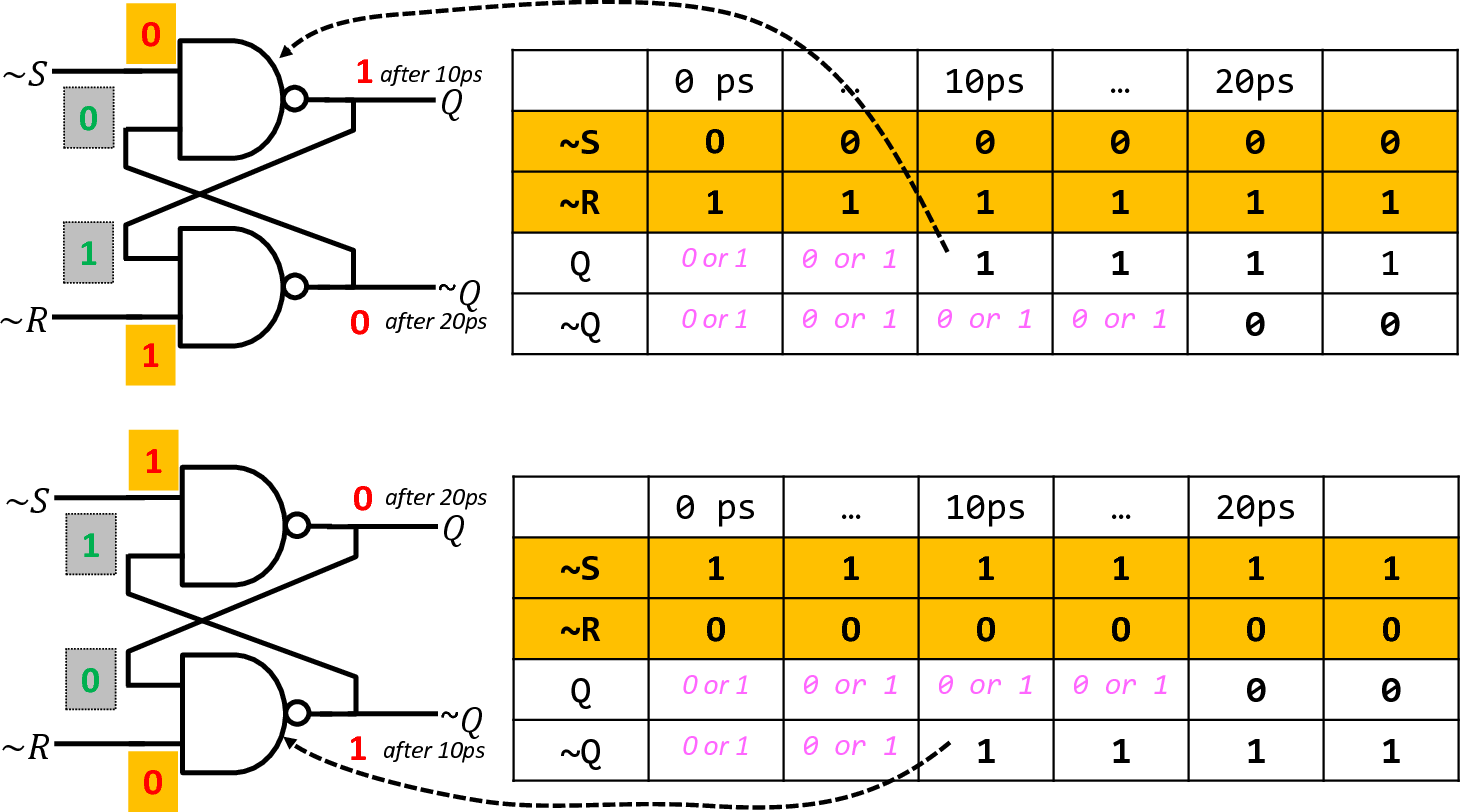 0
~S
1 after 10ps
Q
0
1
~Q
~R
0 after 20ps
1
0 ps … 10ps … 20ps
~S 0 0 0 0 0 0
~R 1 1 1 1 1 1
Q 0 or 1 0 or 1 1 1 1 1
~Q 0 or 1 0 or 1 0 or 1 0 or 1 0 0
1
~S
0 after 20ps
Q
1
0
~Q
~R
1 after 10ps
0
0 ps … 10ps … 20ps
~S 1 1 1 1 1 1
~R 0 0 0 0 0 0
Q 0 or 1 0 or 1 0 or 1 0 or 1 0 0
~Q 0 or 1 0 or 1 1 1 1 1